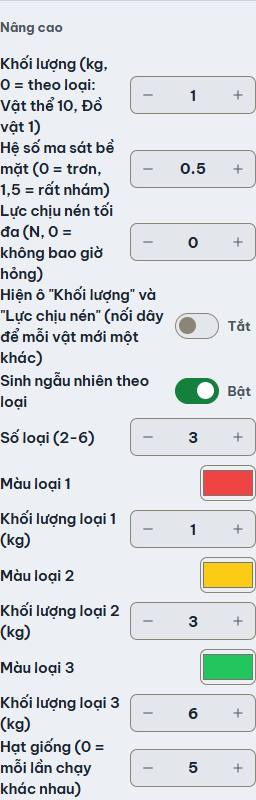 Nâng cao
Khối lượng (kg,
0 = theo loại:
Vật thể 10, Đồ
vật 1)
− 1 +
Hệ số ma sát bề
mặt (0 = trơn,
1,5 = rất nhám)
− 0.5 +
Lực chịu nén tối
đa (N, 0 =
không bao giờ
hỏng)
− 0 +
Hiện ô "Khối lượng" và
"Lực chịu nén" (nối dây
để mỗi vật mới một
khác)
Tắt
Sinh ngẫu nhiên theo
loại
Bật
Số loại (2-6)
− 3 +
Màu loại 1
Khối lượng loại 1
(kg)
− 1 +
Màu loại 2
Khối lượng loại 2
(kg)
− 3 +
Màu loại 3
Khối lượng loại 3
(kg)
− 6 +
Hạt giống (0 =
mỗi lần chạy
khác nhau)
− 5 +